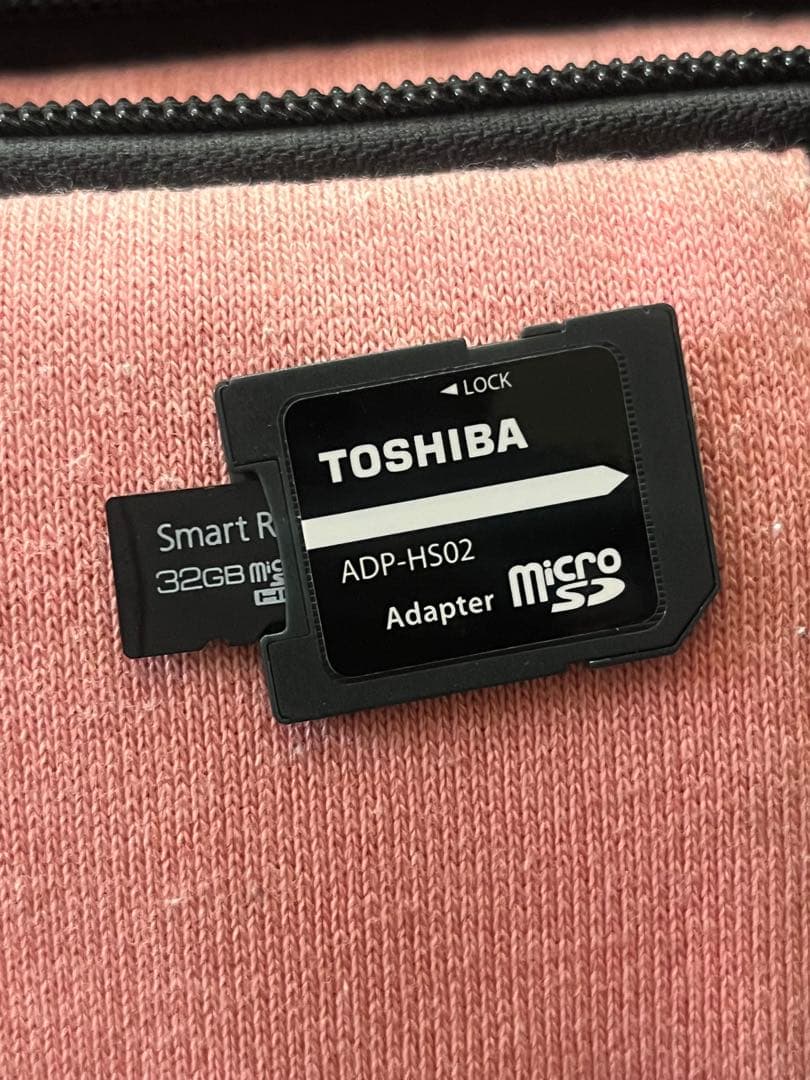 ◄ LOCK
TOSHIBA
ADP-HS02
Adapter
micro
SD
Smart R
32GB